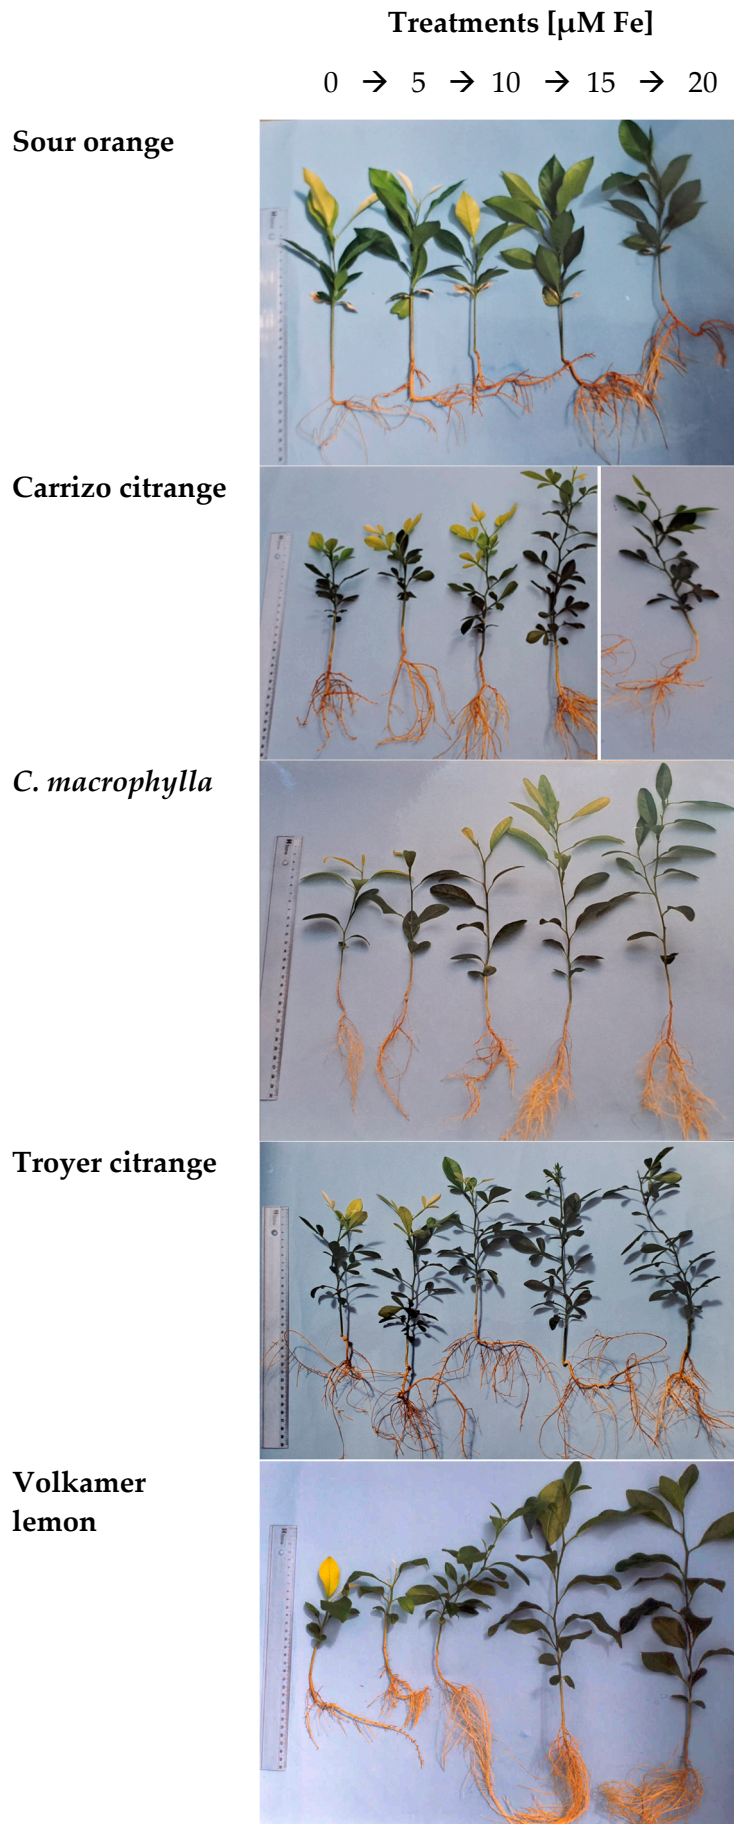 Treatments [µM Fe]
0 → 5 → 10 → 15 → 20
Sour orange
Carrizo citrange
C. macrophylla
Troyer citrange
Volkamer
lemon